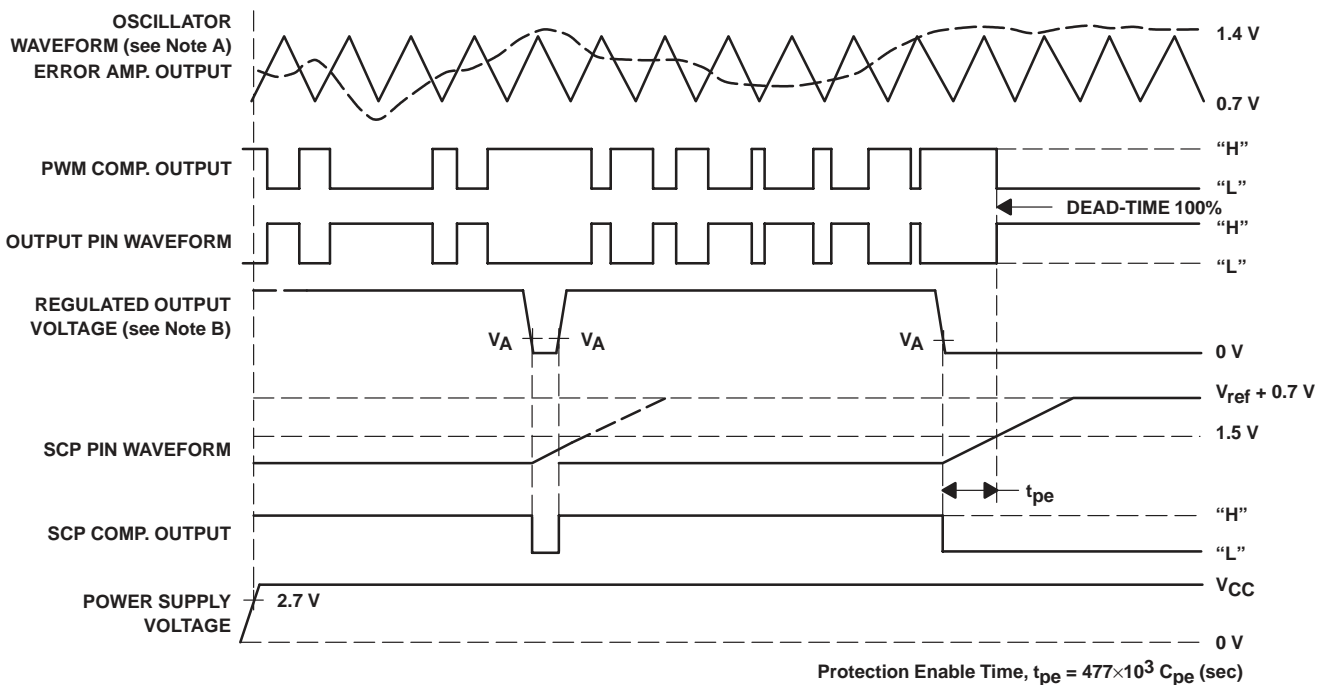 OSCILLATOR
WAVEFORM (see Note A)
ERROR AMP. OUTPUT
1.4 V
0.7 V
PWM COMP. OUTPUT
“H”
“L”
DEAD-TIME 100%
OUTPUT PIN WAVEFORM
“H”
“L”
REGULATED OUTPUT
VOLTAGE (see Note B)
VA
VA
VA
0 V
Vref + 0.7 V
1.5 V
SCP PIN WAVEFORM
tpe
SCP COMP. OUTPUT
“H”
“L”
POWER SUPPLY
VOLTAGE
2.7 V
VCC
0 V
Protection Enable Time, tpe = 477×10³ Cpe (sec)